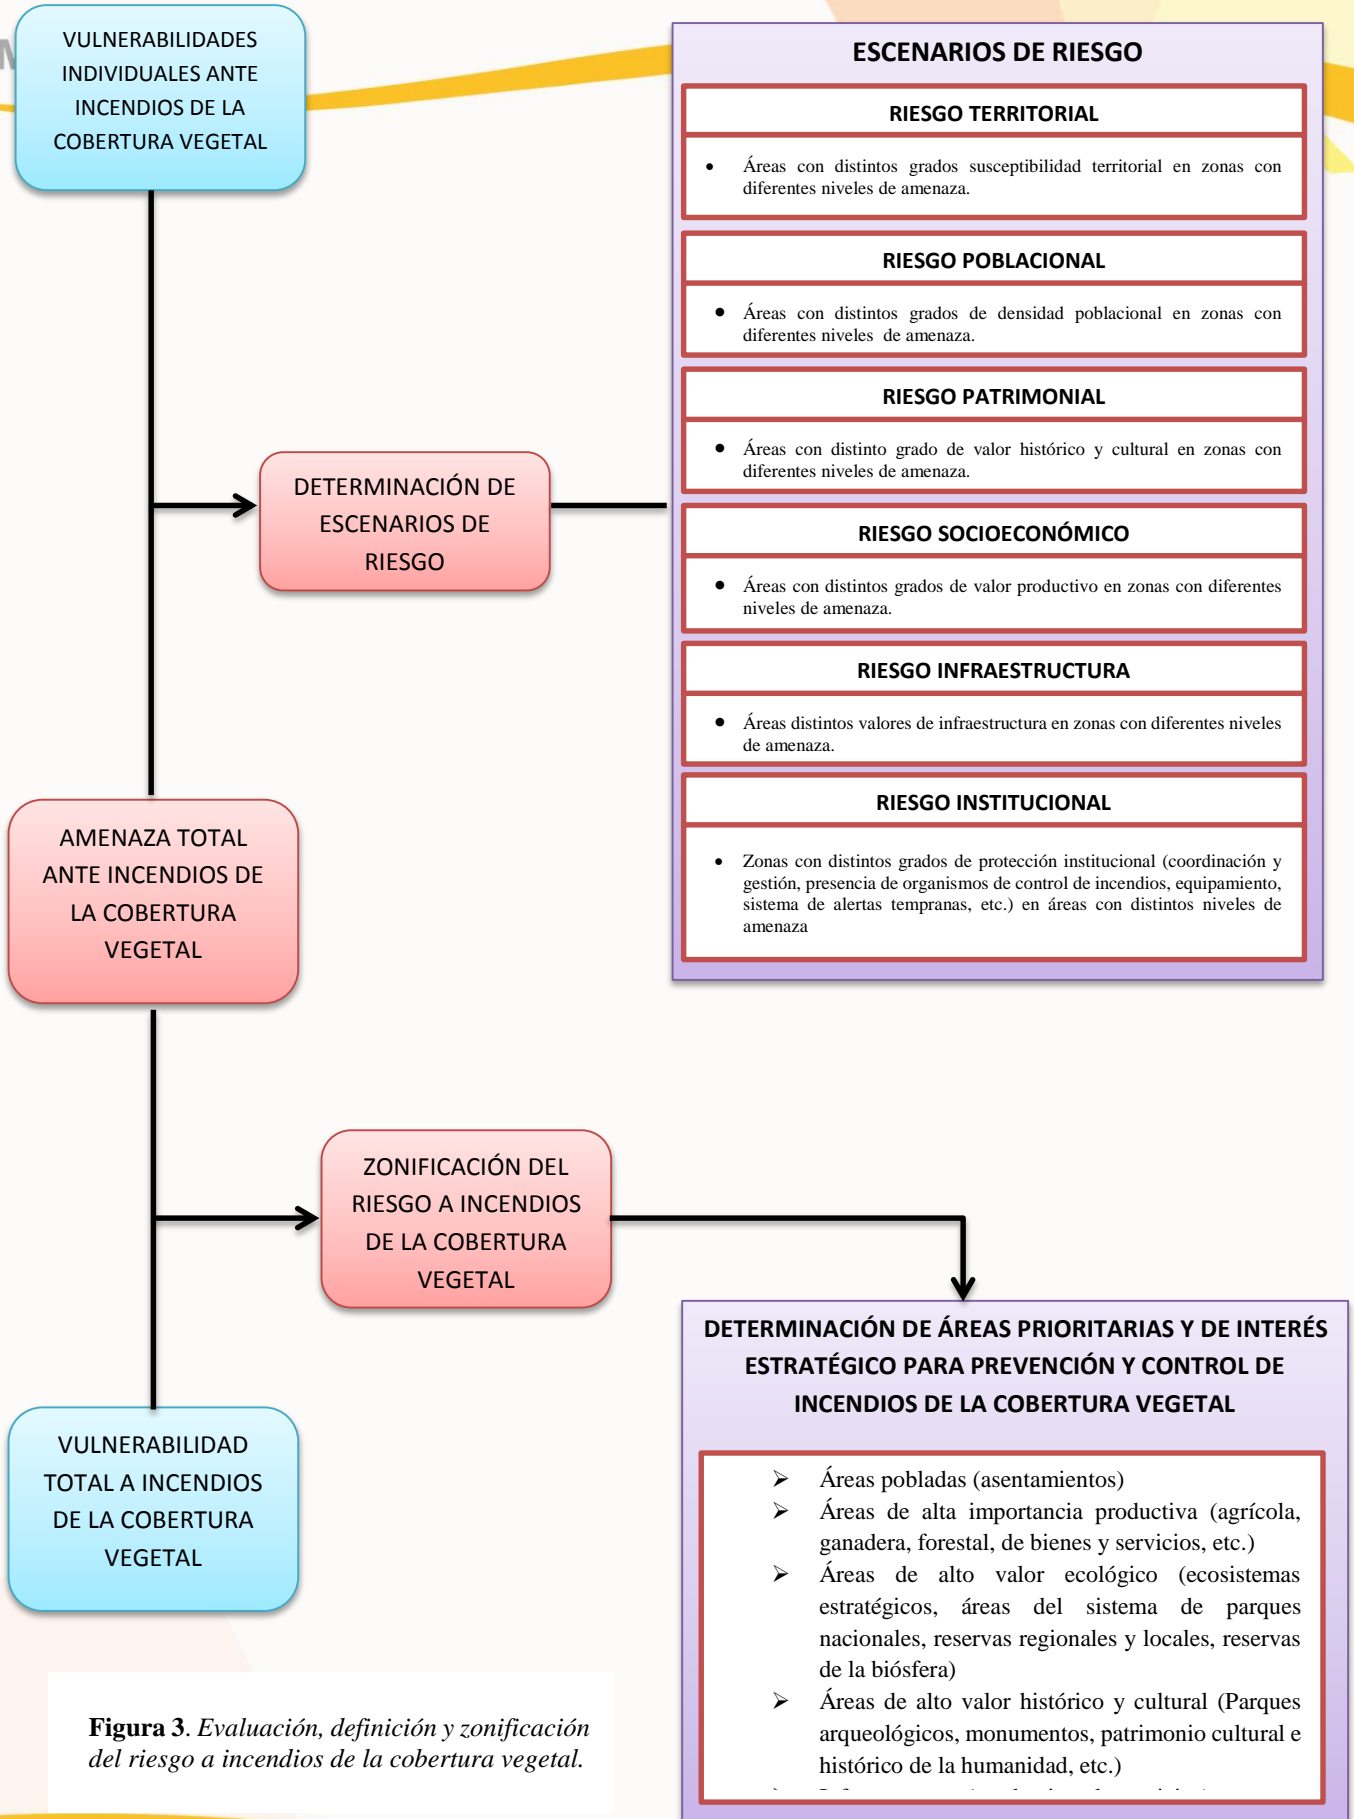 VULNERABILIDADES
INDIVIDUALES ANTE
INCENDIOS DE LA
COBERTURA VEGETAL
ESCENARIOS DE RIESGO
RIESGO TERRITORIAL
• Áreas con distintos grados susceptibilidad territorial en zonas con
diferentes niveles de amenaza.
RIESGO POBLACIONAL
• Áreas con distintos grados de densidad poblacional en zonas con
diferentes niveles de amenaza.
RIESGO PATRIMONIAL
• Áreas con distinto grado de valor histórico y cultural en zonas con
diferentes niveles de amenaza.
RIESGO SOCIOECONÓMICO
• Áreas con distintos grados de valor productivo en zonas con diferentes
niveles de amenaza.
RIESGO INFRAESTRUCTURA
• Áreas distintos valores de infraestructura en zonas con diferentes niveles
de amenaza.
RIESGO INSTITUCIONAL
• Zonas con distintos grados de protección institucional (coordinación y
gestión, presencia de organismos de control de incendios, equipamiento,
sistema de alertas tempranas, etc.) en áreas con distintos niveles de
amenaza
DETERMINACIÓN DE
ESCENARIOS DE
RIESGO
AMENAZA TOTAL
ANTE INCENDIOS DE
LA COBERTURA
VEGETAL
ZONIFICACIÓN DEL
RIESGO A INCENDIOS
DE LA COBERTURA
VEGETAL
VULNERABILIDAD
TOTAL A INCENDIOS
DE LA COBERTURA
VEGETAL
DETERMINACIÓN DE ÁREAS PRIORITARIAS Y DE INTERÉS
ESTRATÉGICO PARA PREVENCIÓN Y CONTROL DE
INCENDIOS DE LA COBERTURA VEGETAL
➢ Áreas pobladas (asentamientos)
➢ Áreas de alta importancia productiva (agrícola,
ganadera, forestal, de bienes y servicios, etc.)
➢ Áreas de alto valor ecológico (ecosistemas
estratégicos, áreas del sistema de parques
nacionales, reservas regionales y locales, reservas
de la biósfera)
➢ Áreas de alto valor histórico y cultural (Parques
arqueológicos, monumentos, patrimonio cultural e
histórico de la humanidad, etc.)
Figura 3. Evaluación, definición y zonificación
del riesgo a incendios de la cobertura vegetal.